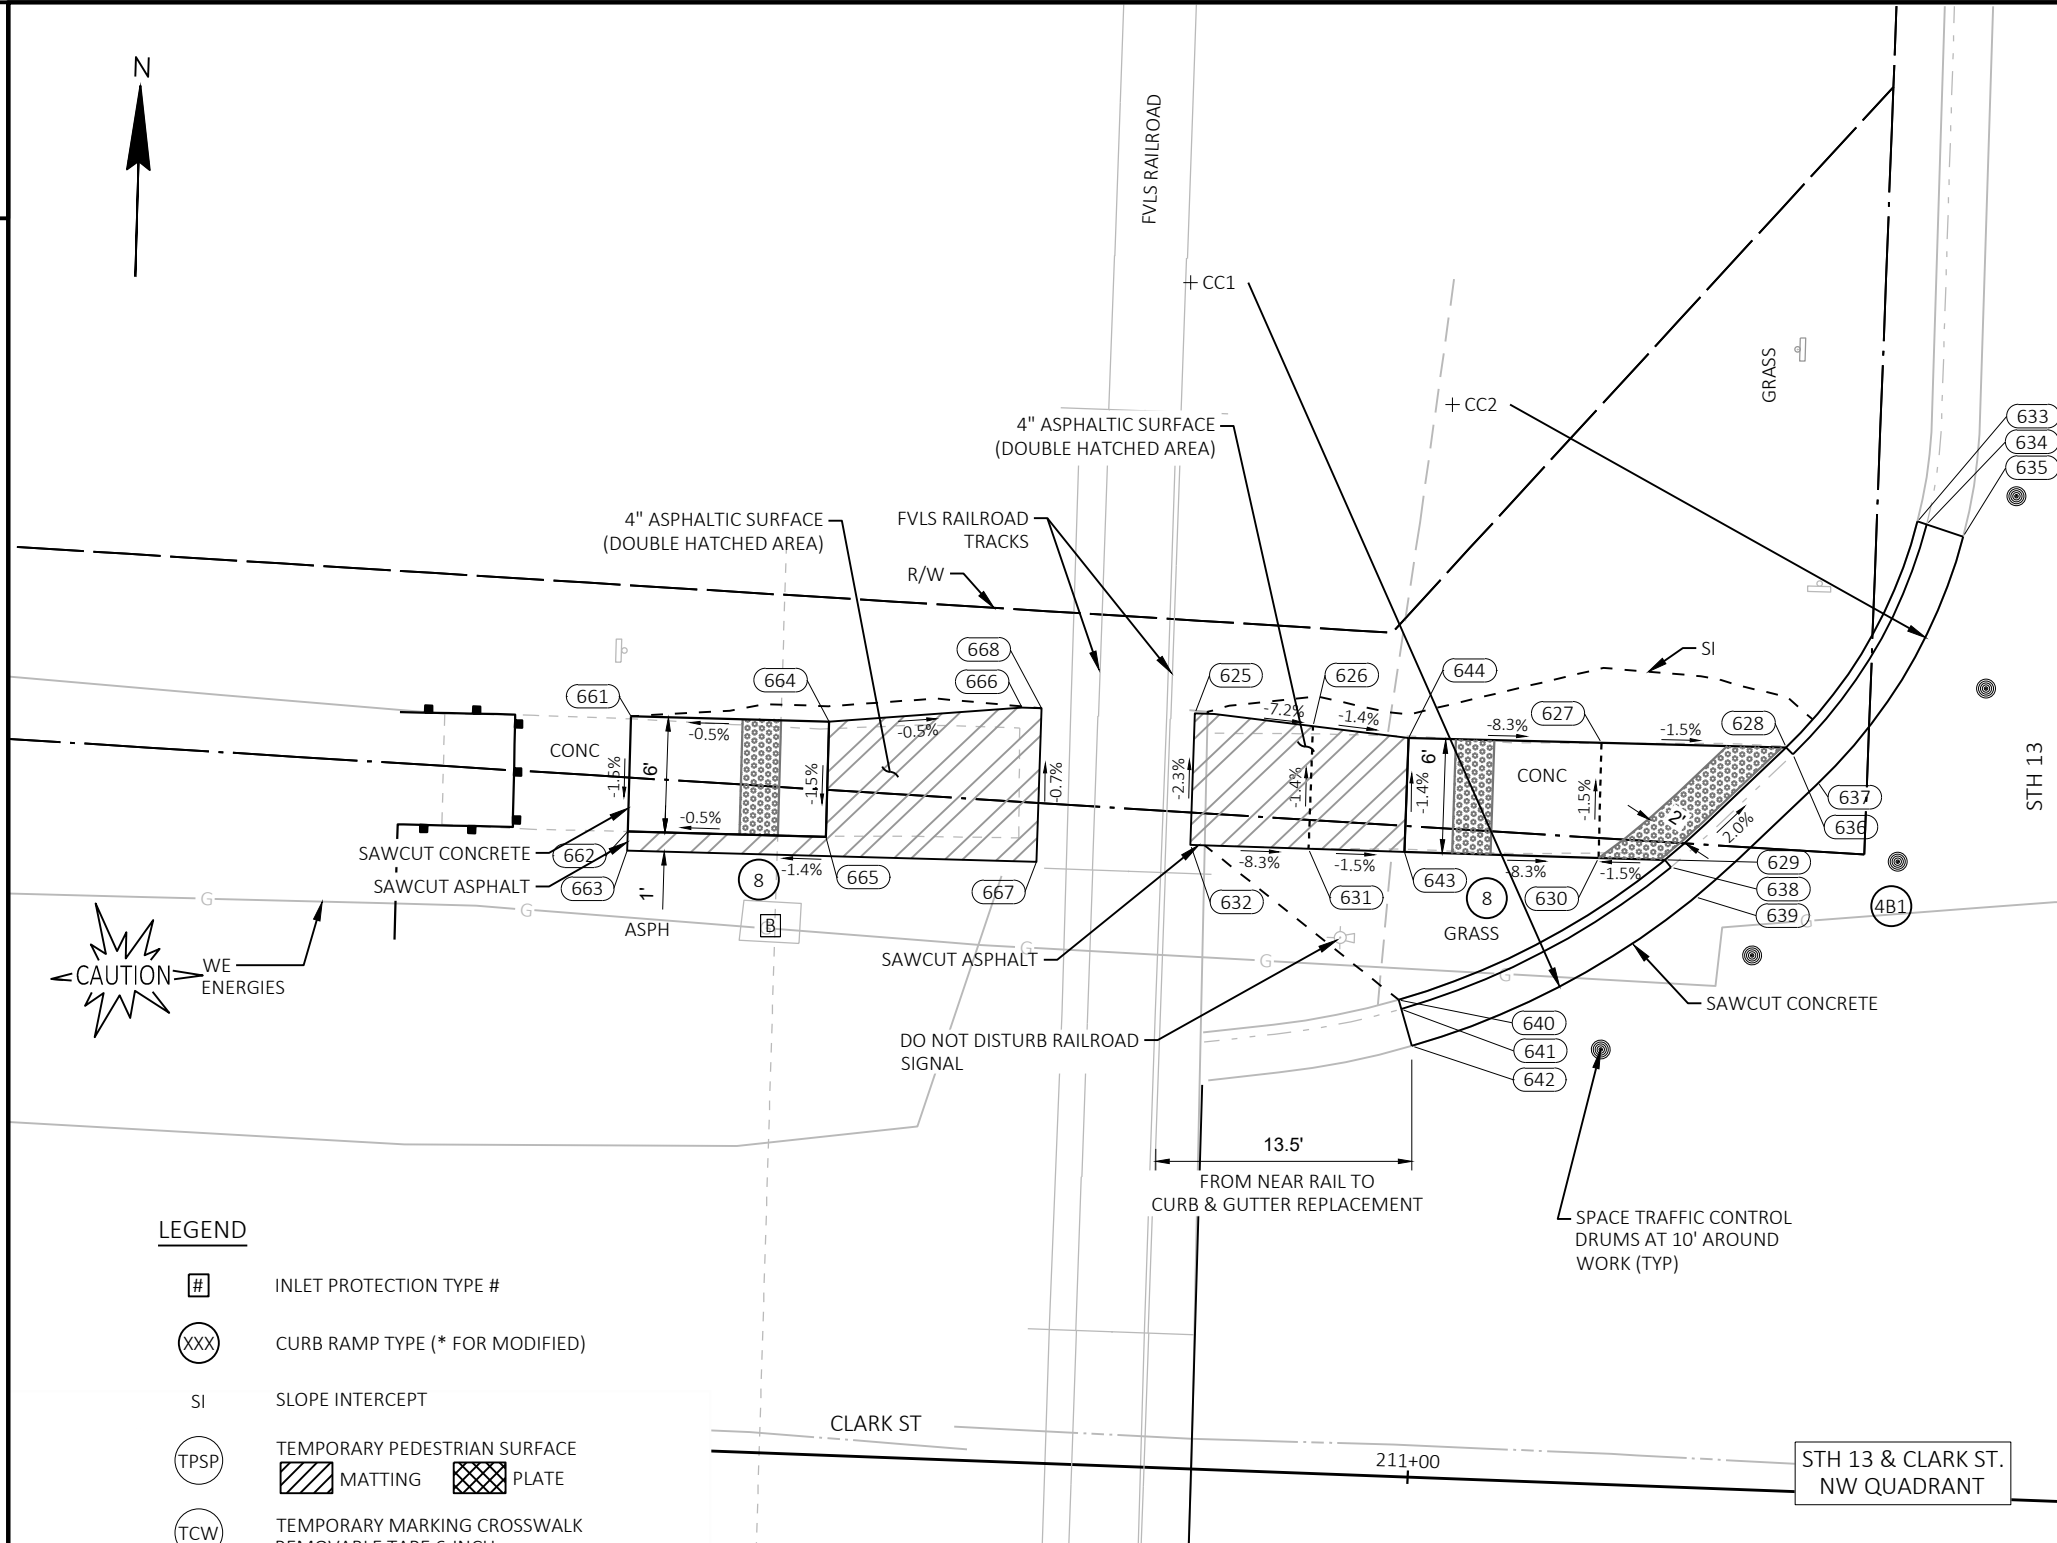 N
FVLS RAILROAD
CC1
CC2
GRASS
633
634
635
4" ASPHALTIC SURFACE
(DOUBLE HATCHED AREA)
4" ASPHALTIC SURFACE
(DOUBLE HATCHED AREA)
FVLS RAILROAD
TRACKS
R/W
SI
668
666
664
661
625
626
644
627
628
STH 13
-7.2%
-1.4%
-8.3%
-1.5%
-0.5%
-0.5%
CONC
-1.5%
6'
-1.5%
-0.7%
-2.3%
-1.4%
-1.4%
6'
CONC
-1.5%
2'
2.0%
637
636
-0.5%
SAWCUT CONCRETE
662
SAWCUT ASPHALT
663
1'
8
-1.4%
665
667
-8.3%
-1.5%
-8.3%
-1.5%
632
631
643
8
630
629
638
639
4B1
G
G
G
G
G
G
ASPH
B
GRASS
SAWCUT ASPHALT
CAUTION
WE
ENERGIES
SAWCUT CONCRETE
DO NOT DISTURB RAILROAD
SIGNAL
640
641
642
13.5'
FROM NEAR RAIL TO
CURB & GUTTER REPLACEMENT
SPACE TRAFFIC CONTROL
DRUMS AT 10' AROUND
WORK (TYP)
LEGEND
# INLET PROTECTION TYPE #
XXX CURB RAMP TYPE (* FOR MODIFIED)
SI SLOPE INTERCEPT
TPSP TEMPORARY PEDESTRIAN SURFACE
MATTING PLATE
TCW TEMPORARY MARKING CROSSWALK
REMOVABLE TAPE 6-INCH
CLARK ST
211+00
STH 13 & CLARK ST.
NW QUADRANT